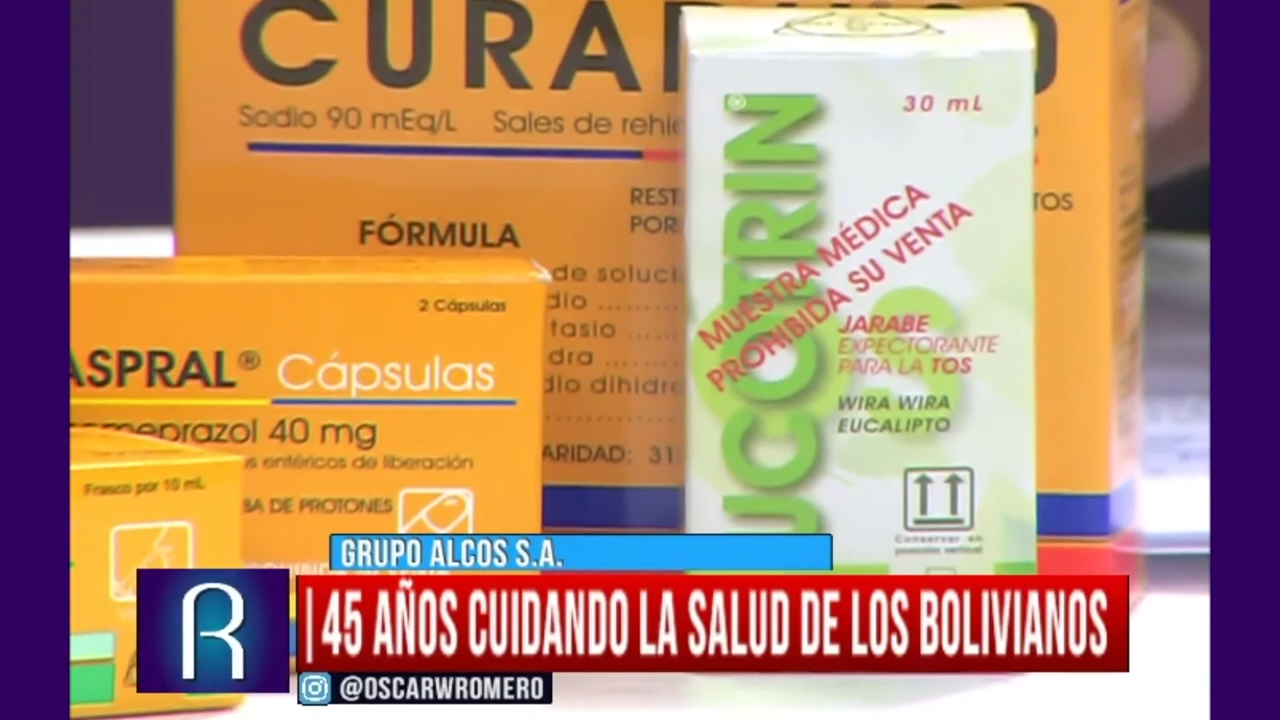 CURA
Sodio 90 mEq/L Sales de rehi
FÓRMULA
de soluci
dio
tasio
dra
dio dihidr
ARIDAD: 31
TOS
2 Cápsulas
ASPRAL® Cápsulas
meprazol 40 mg
s entéricos de liberación
BA DE PROTONES
Frasco por 10 mL
30 mL
UCOTRIN®
MUESTRA MÉDICA
PROHIBIDA SU VENTA
JARABE
EXPECTORANTE
PARA LA TOS
WIRA WIRA
EUCALIPTO
Conservar en
posición vertical
GRUPO ALCOS S.A.
R
| 45 AÑOS CUIDANDO LA SALUD DE LOS BOLIVIANOS
@OSCARWROMERO